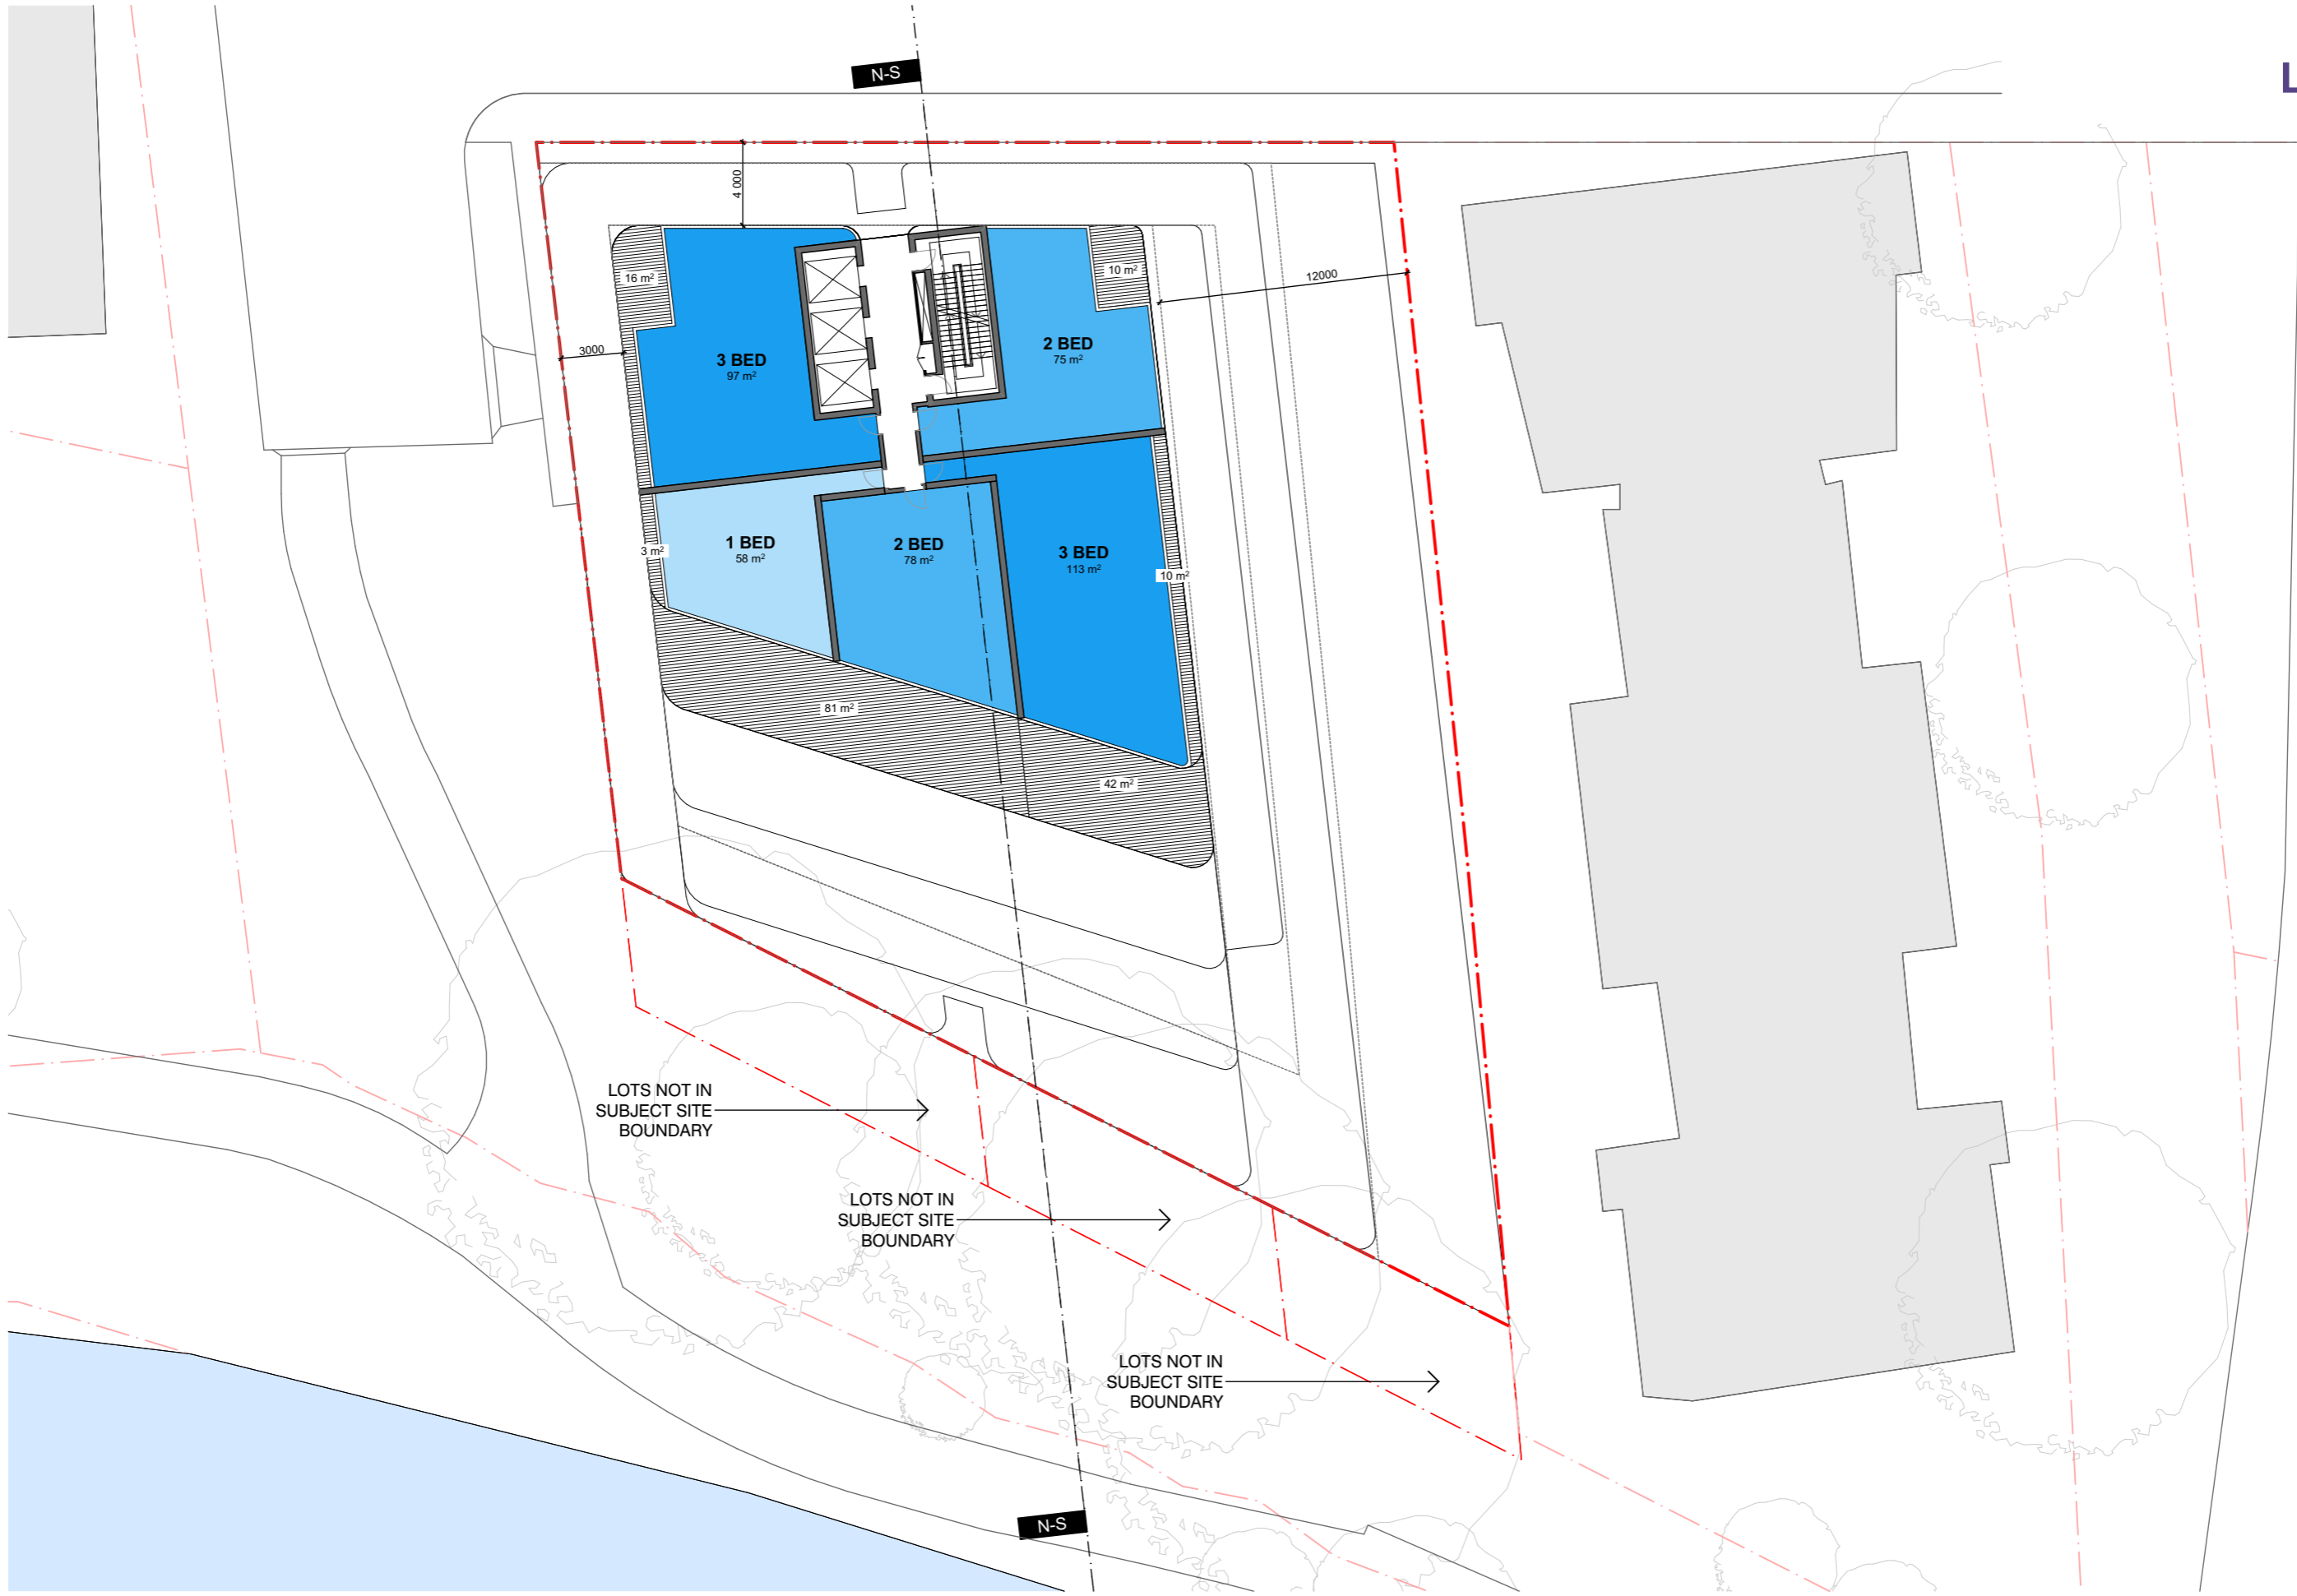 N-S
L
4 000
16 m²
10 m²
12000
3000
3 BED
97 m²
2 BED
75 m²
1 BED
58 m²
2 BED
78 m²
3 BED
113 m²
3 m²
10 m²
81 m²
42 m²
LOTS NOT IN
SUBJECT SITE
BOUNDARY
LOTS NOT IN
SUBJECT SITE
BOUNDARY
LOTS NOT IN
SUBJECT SITE
BOUNDARY
N-S